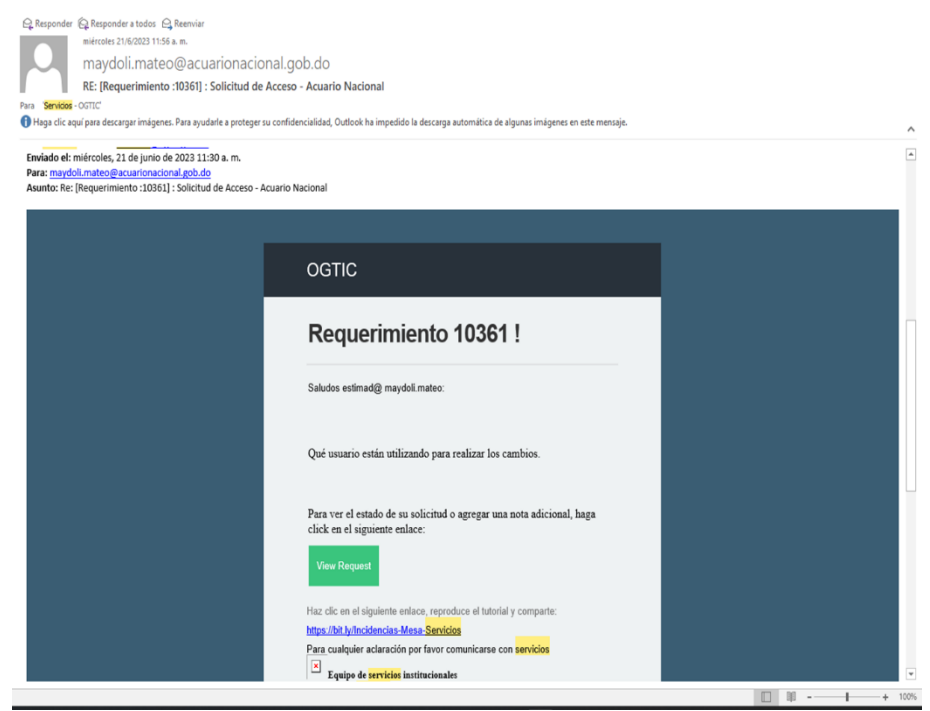 Responder Responder a todos Reenviar
miércoles 21/6/2023 11:56 a. m.
maydoli.mateo@acuarionacional.gob.do
RE: [Requerimiento :10361] : Solicitud de Acceso - Acuario Nacional
Para 'Servicios - OGTIC'
Haga clic aquí para descargar imágenes. Para ayudarle a proteger su confidencialidad, Outlook ha impedido la descarga automática de algunas imágenes en este mensaje.
Enviado el: miércoles, 21 de junio de 2023 11:30 a. m.
Para: maydoli.mateo@acuarionacional.gob.do
Asunto: Re: [Requerimiento :10361] : Solicitud de Acceso - Acuario Nacional
OGTIC
Requerimiento 10361 !
Saludos estimad@ maydoli.mateo:
Qué usuario están utilizando para realizar los cambios.
Para ver el estado de su solicitud o agregar una nota adicional, haga
click en el siguiente enlace:
View Request
Haz clic en el siguiente enlace, reproduce el tutorial y comparte:
https://bit.ly/Incidencias-Mesa-Servicios
Para cualquier aclaración por favor comunicarse con servicios
Equipo de servicios institucionales
100%